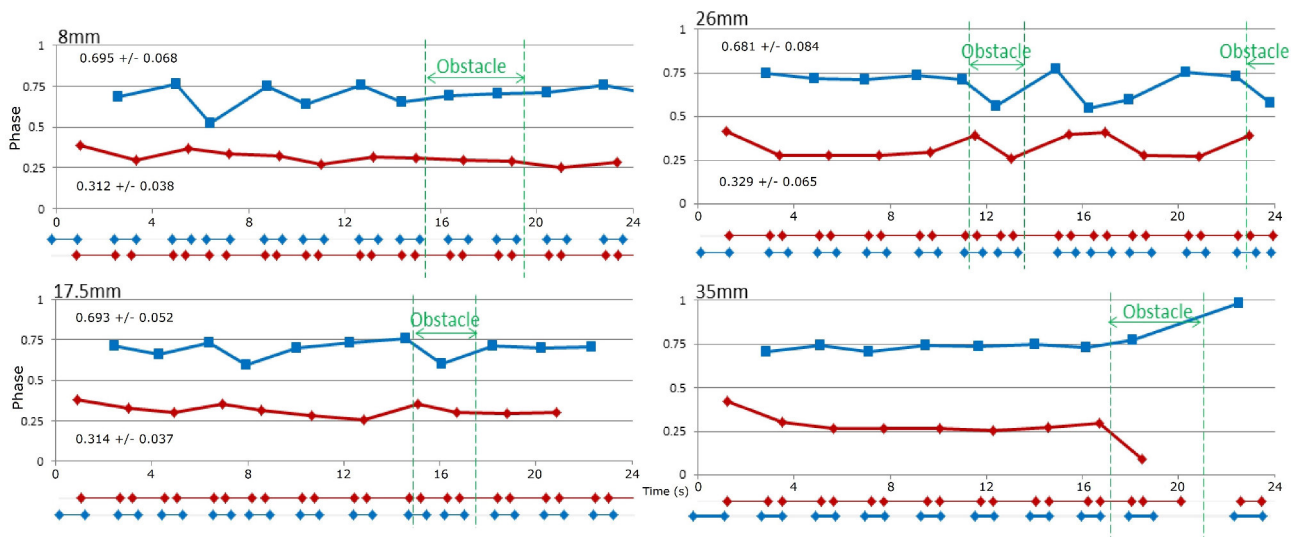 8mm
0.695 +/- 0.068
Obstacle
1
0.75
0.5
0.25
0
Phase
0.312 +/- 0.038
0 4 8 12 16 20 24
26mm
0.681 +/- 0.084
Obstacle
Obstacle
1
0.75
0.5
0.25
0
0.329 +/- 0.065
0 4 8 12 16 20 24
17.5mm
0.693 +/- 0.052
Obstacle
1
0.75
0.5
0.25
0
Phase
0.314 +/- 0.037
0 4 8 12 16 20 24
35mm
Obstacle
1
0.75
0.5
0.25
0
Time (s)
0 4 8 12 16 20 24